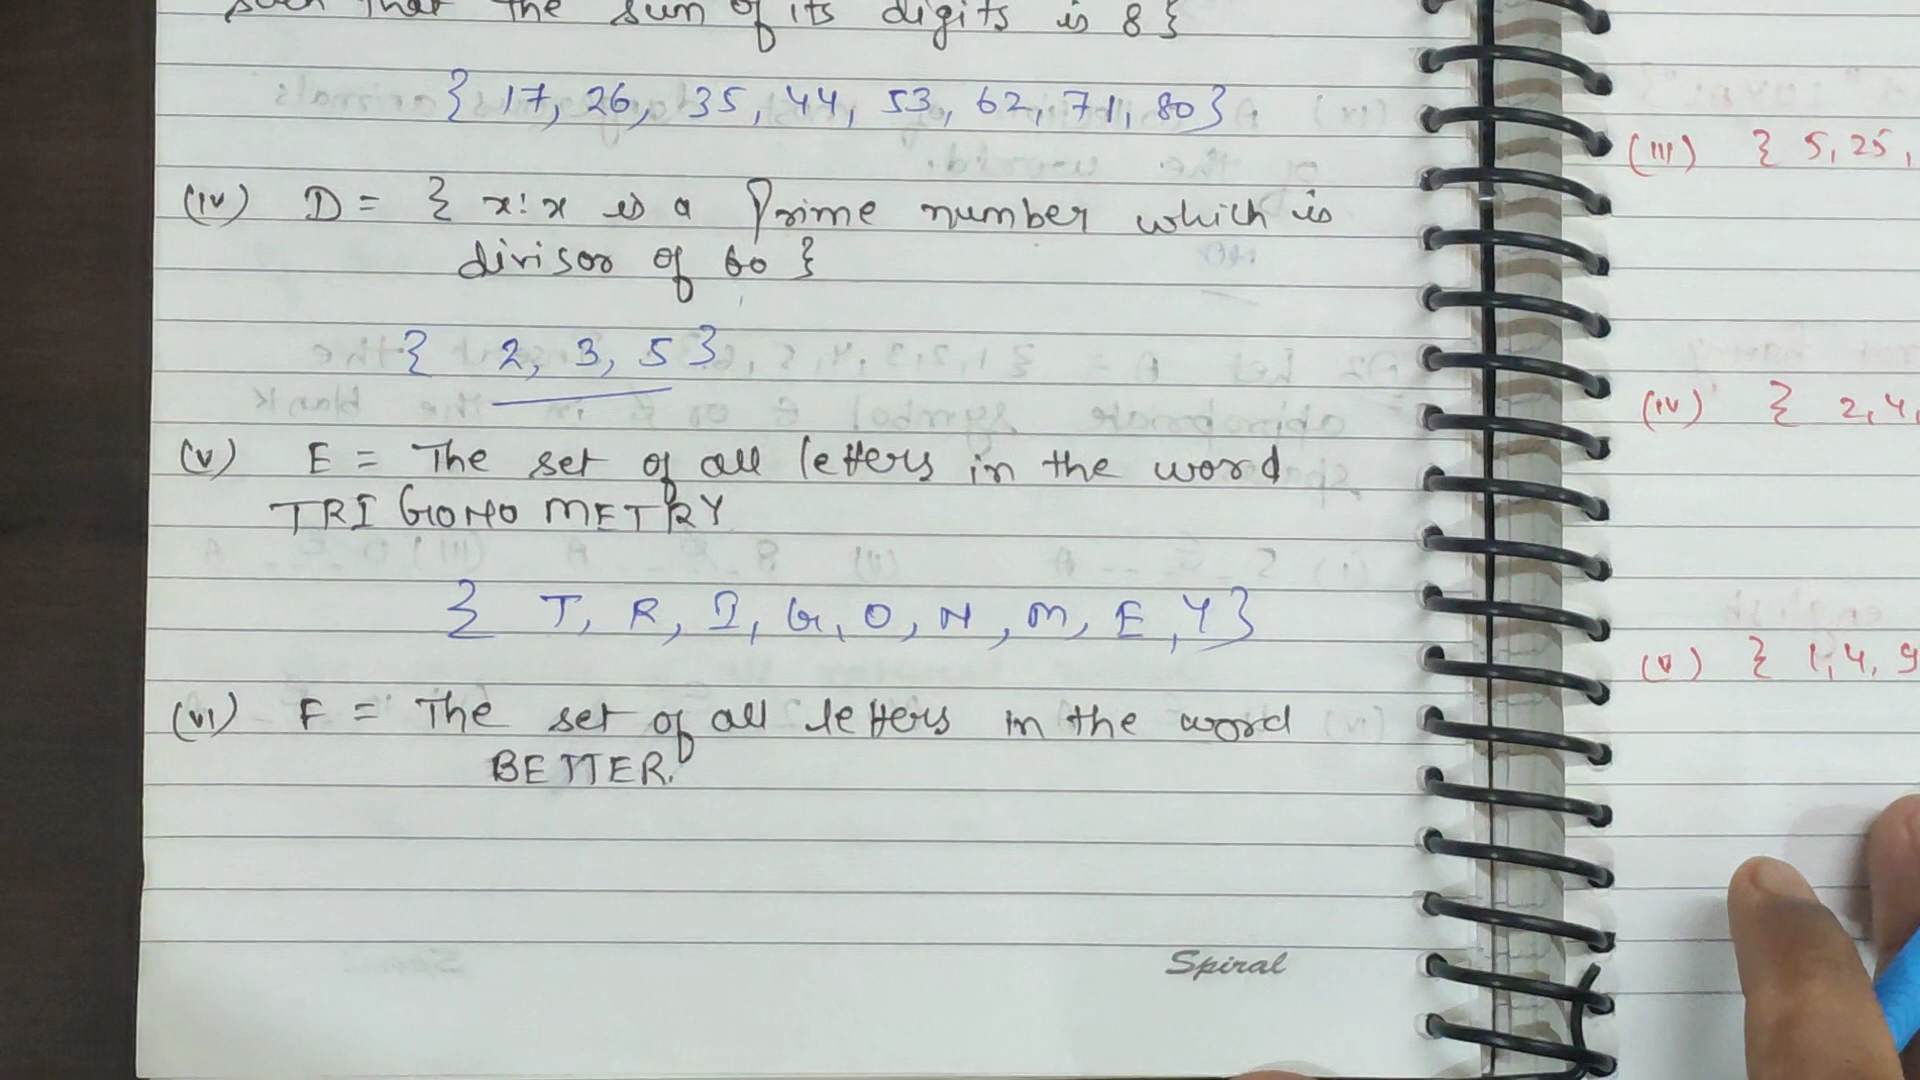 such that the sum of its digits is 8}
{ 17, 26, 35, 44, 53, 62, 71, 80}
(iv) D = { x: x is a Prime number which is
divisor of 60 }
{ 2, 3, 5}
(v) E = The set of all letters in the word
TRIGONOMETRY
{ T, R, I, G, O, N, M, E, Y}
(vi) F = The set of all letters in the word
BETTER.
Spiral
(iii) { 5, 25,
(iv) { 2, 4,
(v) { 1, 4, 9